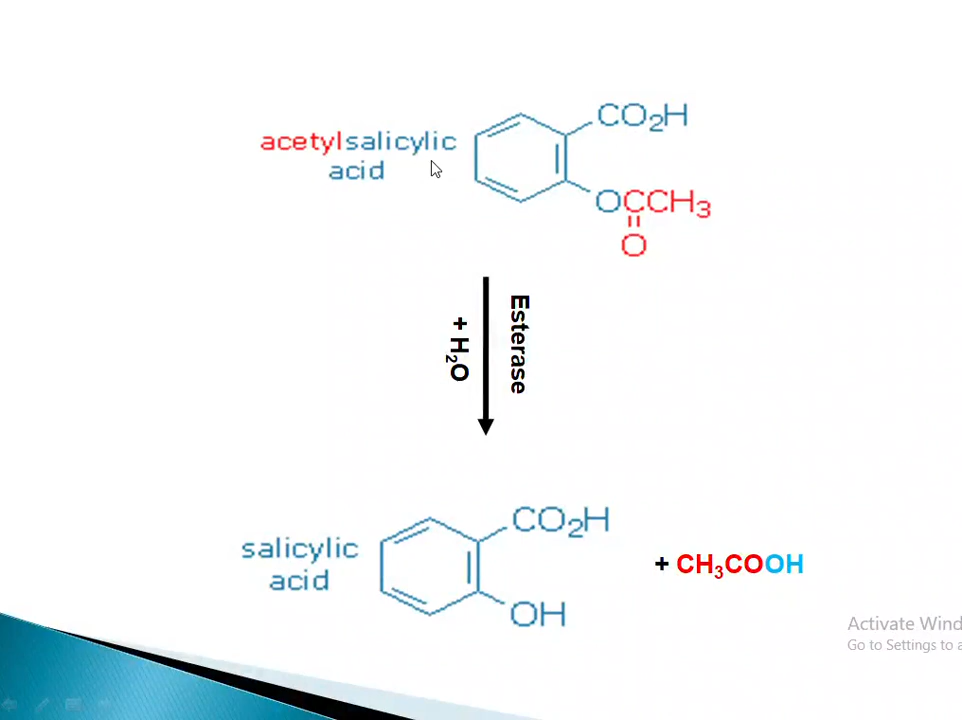 CO₂H
acetylsalicylic
acid
OCCH₃
O
Esterase
+ H₂O
CO₂H
salicylic
acid
+ CH₃COOH
OH
Activate Wind
Go to Settings to a